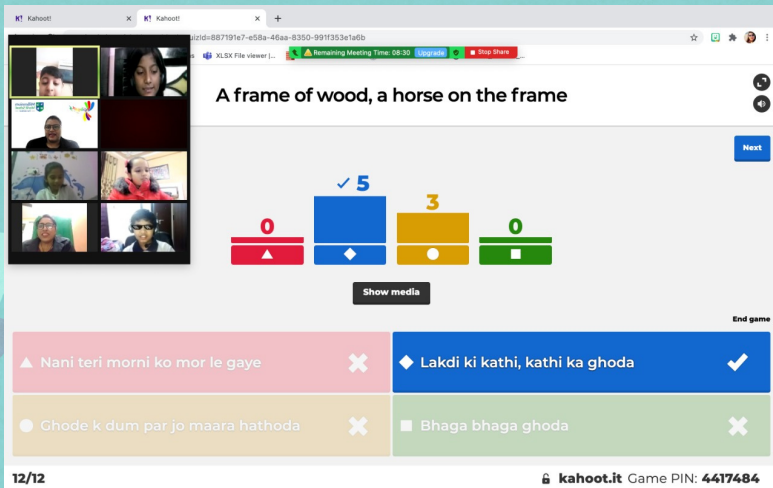 K! Kahoot!
K! Kahoot!
uizId=887191e7-e58a-46aa-8350-991f353e1a6b
XLSX File viewer |...
Remaining Meeting Time: 08:30 Upgrade
Stop Share
A frame of wood, a horse on the frame
Next
0
5
3
0
Show media
End game
Nani teri morni ko mor le gaye
Lakdi ki kathi, kathi ka ghoda
Ghode k dum par jo maara hathoda
Bhaga bhaga ghoda
12/12
kahoot.it Game PIN: 4417484